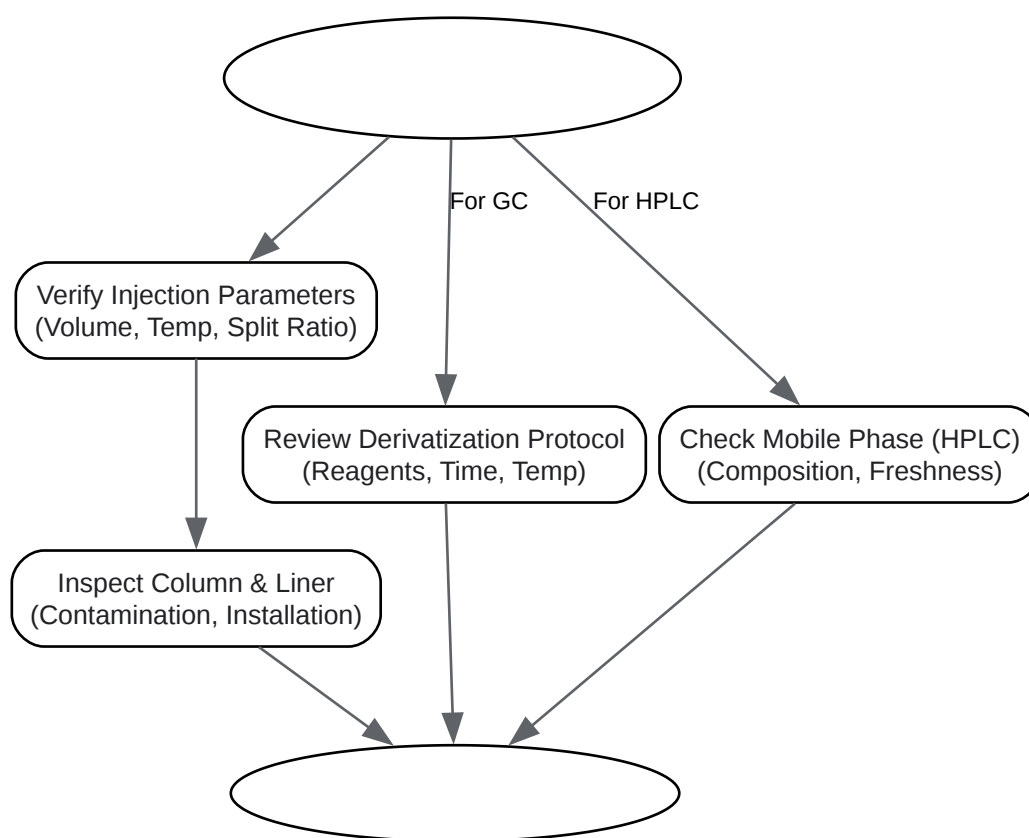 For GC
For HPLC
Verify Injection Parameters
(Volume, Temp, Split Ratio)
Review Derivatization Protocol
(Reagents, Time, Temp)
Check Mobile Phase (HPLC)
(Composition, Freshness)
Inspect Column & Liner
(Contamination, Installation)